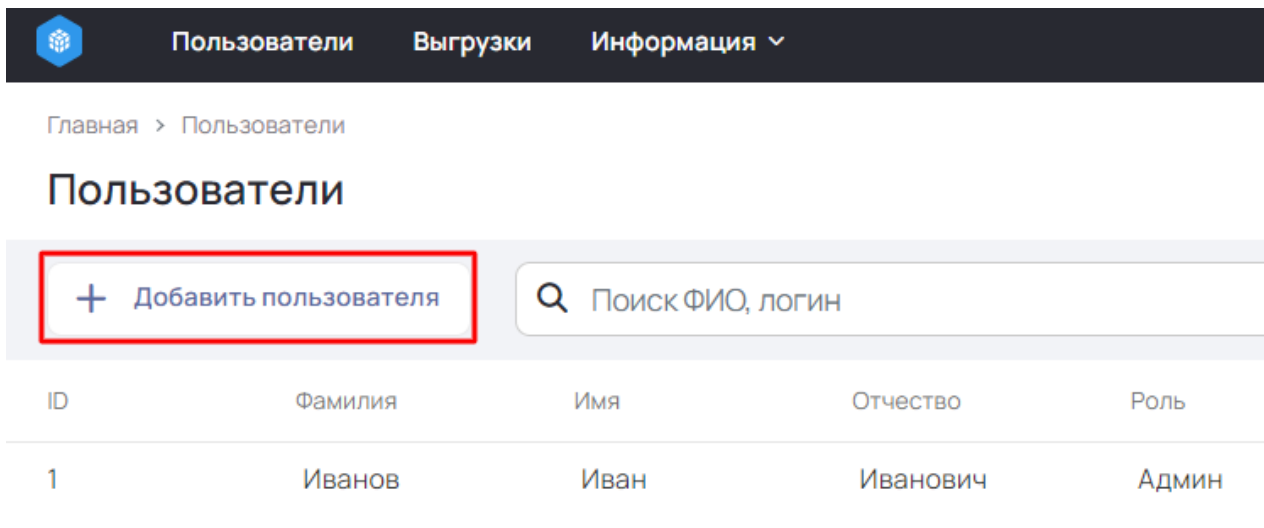 Пользователи Выгрузки Информация
Главная > Пользователи
Пользователи
+ Добавить пользователя Поиск ФИО, логин
ID Фамилия Имя Отчество Роль
1 Иванов Иван Иванович Админ